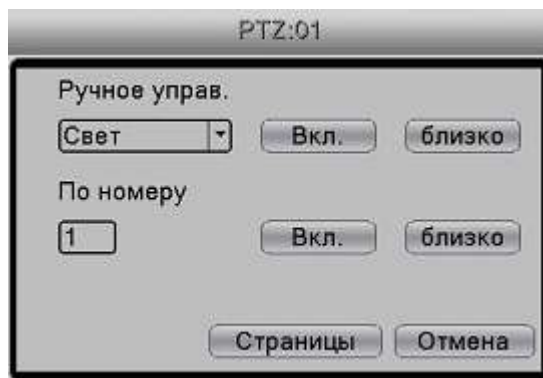 PTZ:01
Ручное управ.
Свет Вкл. близко
По номеру
1 Вкл. близко
Страницы Отмена